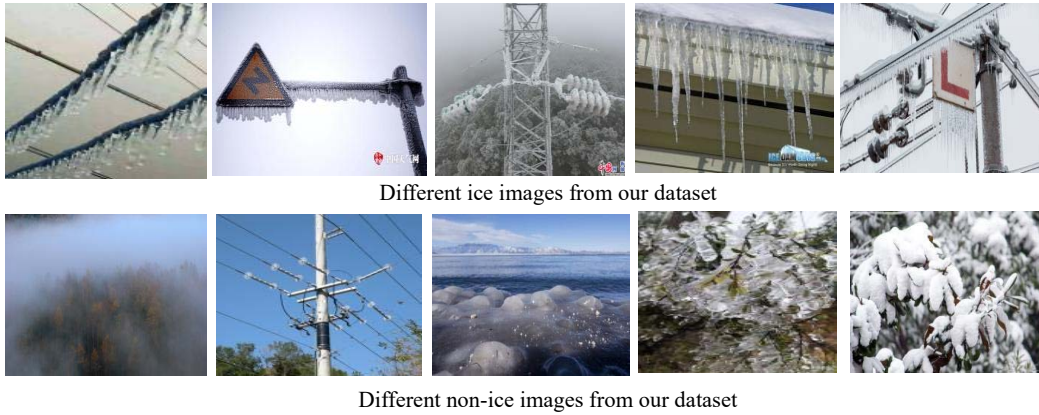 L
Different ice images from our dataset
Different non-ice images from our dataset